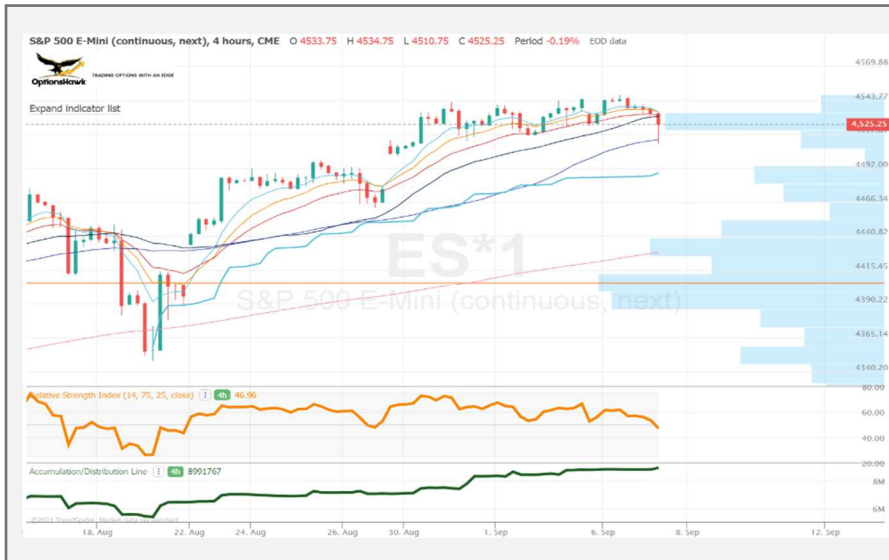 S&P 500 E-Mini (continuous, next), 4 hours, CME O 4533.75 H 4534.75 L 4510.75 C 4525.25 Period -0.19% EOD data
OptionsHawk TRADING OPTIONS WITH AN EDGE
Expand indicator list
4569.88
4543.77
4,525.25
4492.00
4466.34
4440.82
4415.45
4390.22
4365.14
4340.20
ES*1
S&P 500 E-Mini (continuous, next)
Relative Strength Index (14, 75, 25, close) 4h 46.96
80.00
60.00
40.00
20.00
Accumulation/Distribution Line 4h 8991767
8M
6M
18. Aug 22. Aug 24. Aug 26. Aug 30. Aug 1. Sep 6. Sep 8. Sep 12. Sep